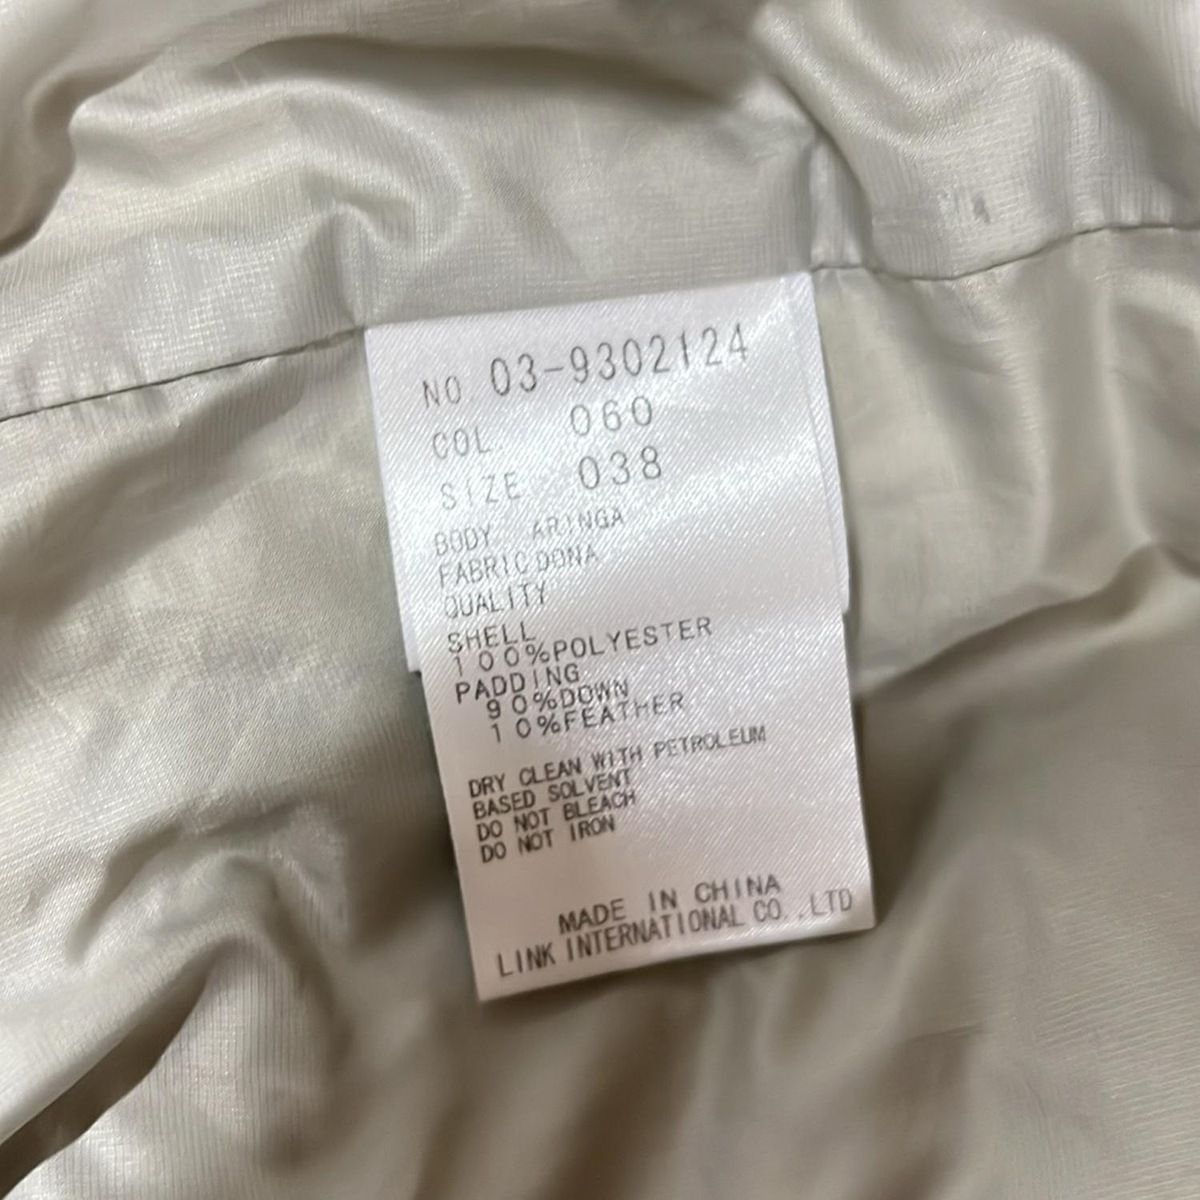 NO. 03-9302124
COL. 060
SIZE 038
BODY ARINGA
FABRIC DONA
QUALITY
SHELL
100%POLYESTER
PADDING
90%DOWN
10%FEATHER
DRY CLEAN WITH PETROLEUM
BASED SOLVENT
DO NOT BLEACH
DO NOT IRON
MADE IN CHINA
LINK INTERNATIONAL CO.,LTD